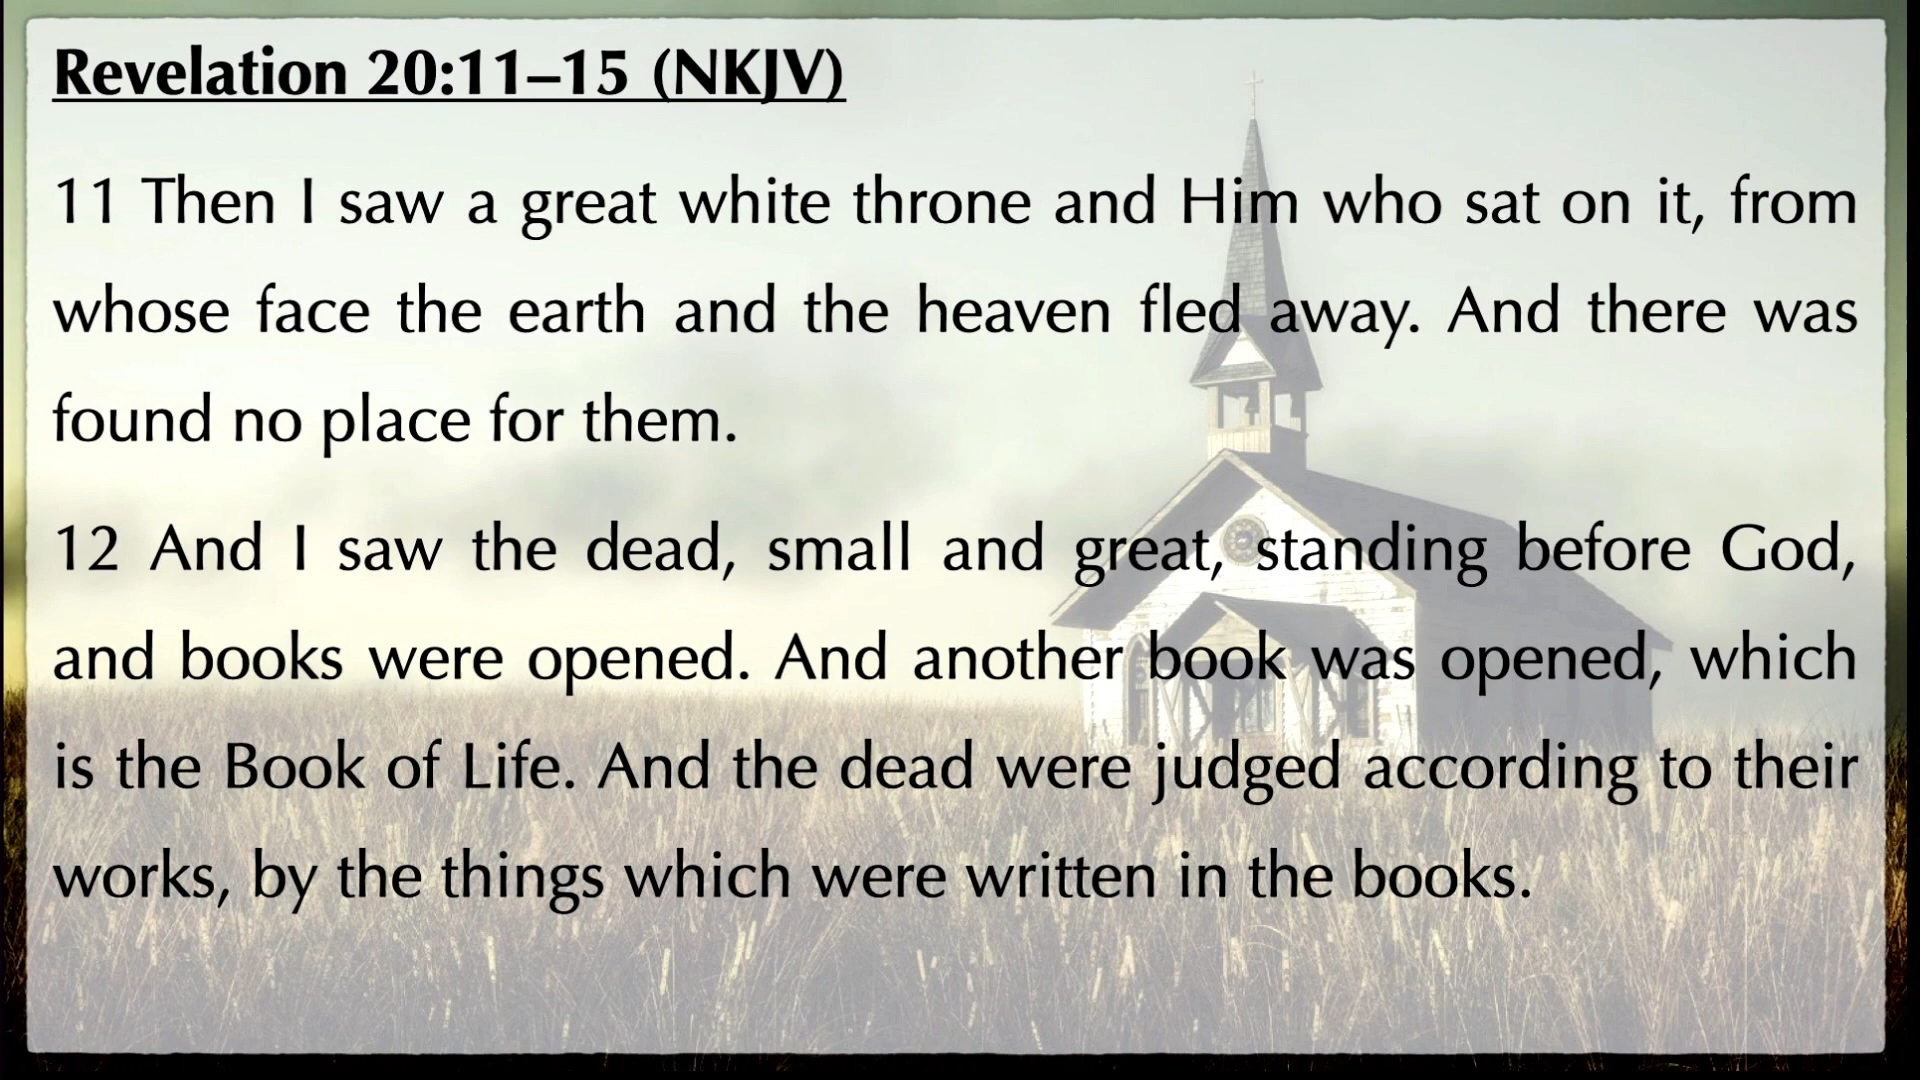 Revelation 20:11–15 (NKJV)
11 Then I saw a great white throne and Him who sat on it, from
whose face the earth and the heaven fled away. And there was
found no place for them.
12 And I saw the dead, small and great, standing before God,
and books were opened. And another book was opened, which
is the Book of Life. And the dead were judged according to their
works, by the things which were written in the books.